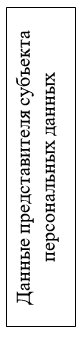 Данные представителя субъекта
персональных данных